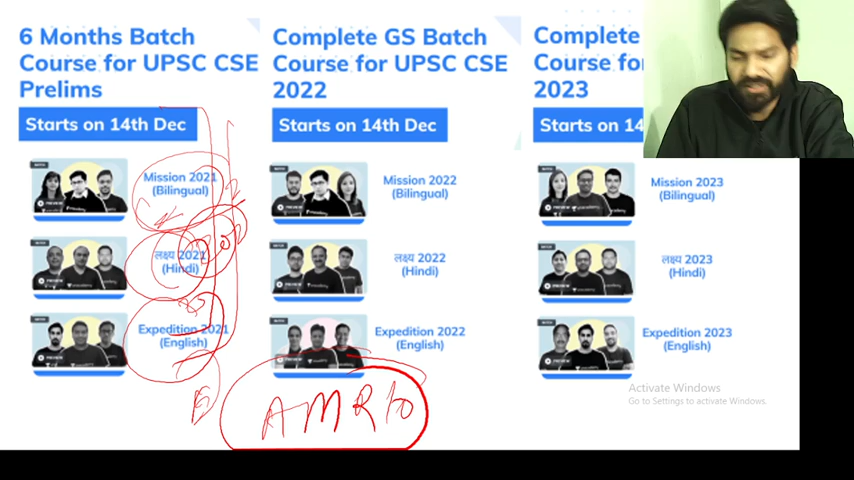 6 Months Batch
Course for UPSC CSE
Prelims
Starts on 14th Dec
Mission 2021
(Bilingual)
लक्ष्य 2021
(Hindi)
Expedition 2021
(English)
Complete GS Batch
Course for UPSC CSE
2022
Starts on 14th Dec
Mission 2022
(Bilingual)
लक्ष्य 2022
(Hindi)
Expedition 2022
(English)
AMR10
Complete
Course for
2023
Starts on 14
Mission 2023
(Bilingual)
लक्ष्य 2023
(Hindi)
Expedition 2023
(English)
Activate Windows
Go to Settings to activate Windows.